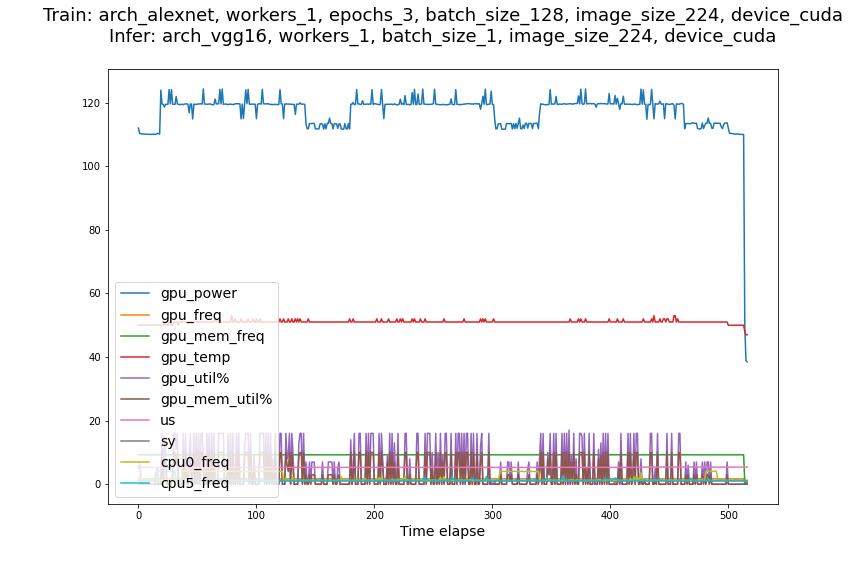 Train: arch_alexnet, workers_1, epochs_3, batch_size_128, image_size_224, device_cuda
Infer: arch_vgg16, workers_1, batch_size_1, image_size_224, device_cuda
120
100
80
60
40
20
0
gpu_power
gpu_freq
gpu_mem_freq
gpu_temp
gpu_util%
gpu_mem_util%
us
sy
cpu0_freq
cpu5_freq
0 100 200 300 400 500
Time elapse